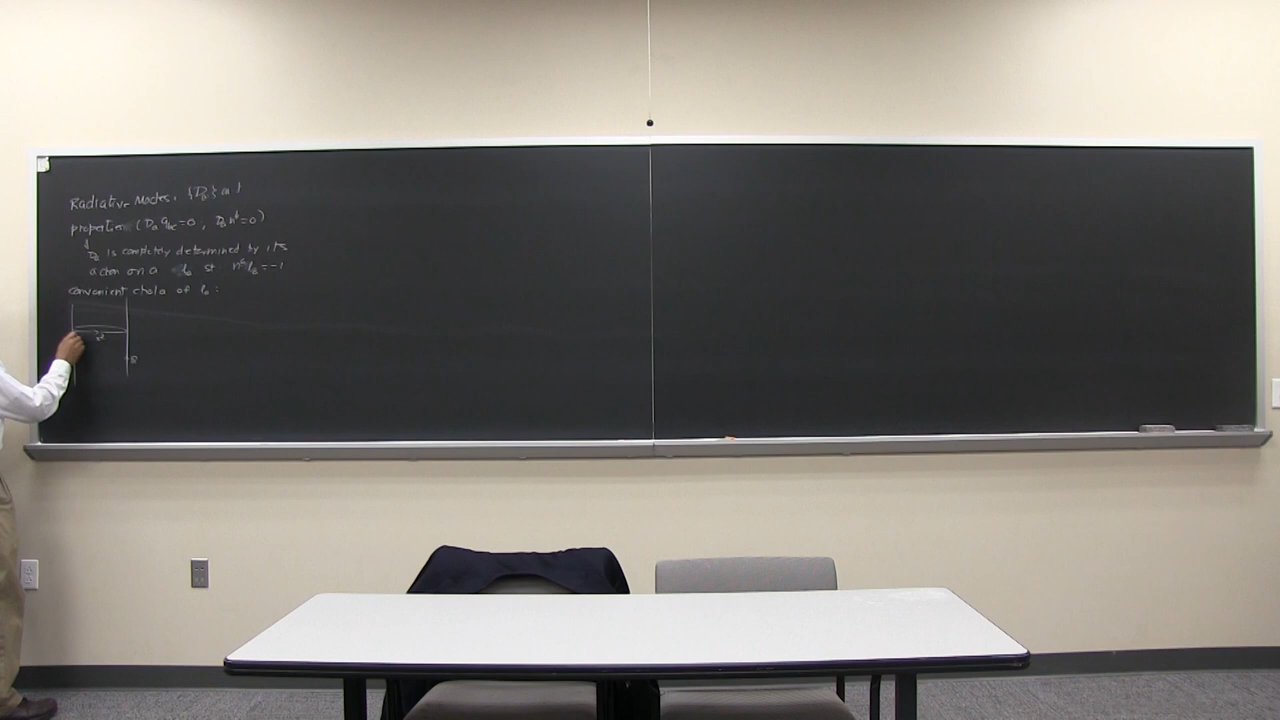 Radiative Modes. {D_a} on I
properties (D_a q_bc = 0, D_a n^b = 0)
↓
D_a is completely determined by its
action on a l_b st n^b l_b = -1
convenient choice of l_b :
S²
B